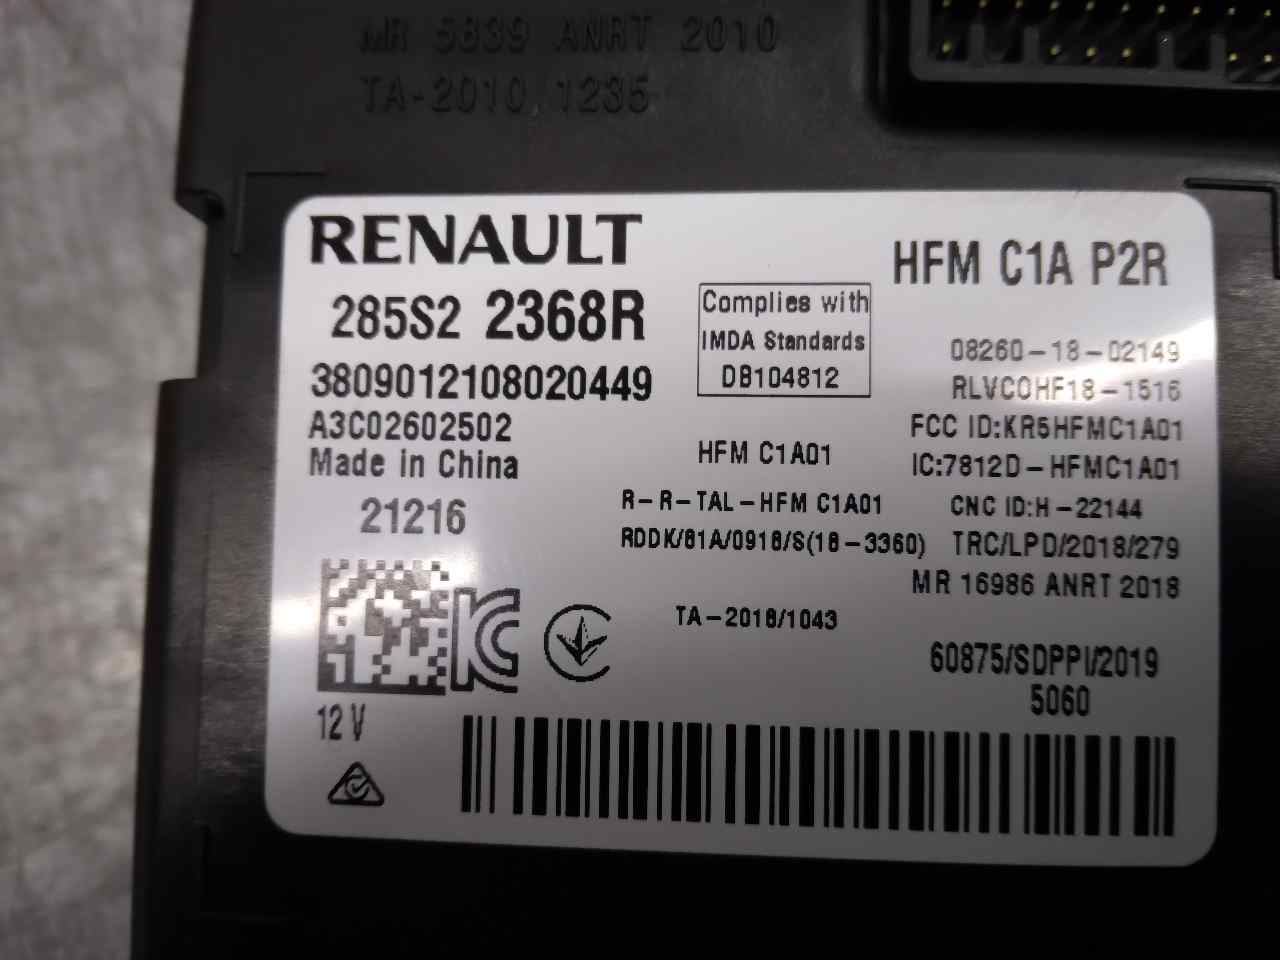 MR 5839 ANRT 2010
TA-2010 1235
RENAULT
HFM C1A P2R
285S2 2368R
Complies with
IMDA Standards
DB104812
3809012108020449
A3C02602502
Made in China
21216
08260-18-02149
RLVCOHF18-1516
FCC ID:KR5HFMC1A01
HFM C1A01
IC:7812D-HFMC1A01
R-R-TAL-HFM C1A01
CNC ID:H-22144
RDDK/81A/0918/S(18-3360)
TRC/LPD/2018/279
MR 16986 ANRT 2018
TA-2018/1043
60875/SDPPI/2019
5060
12 V